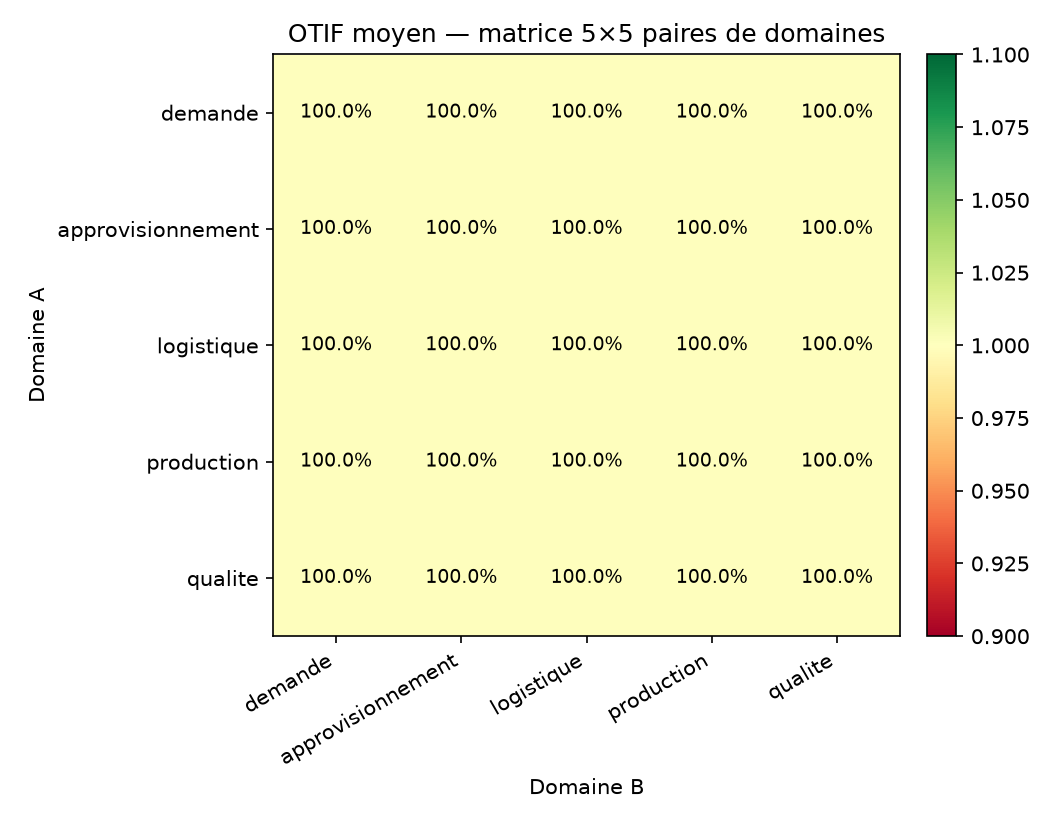 OTIF moyen — matrice 5×5 paires de domaines
demande 100.0% 100.0% 100.0% 100.0% 100.0%
approvisionnement 100.0% 100.0% 100.0% 100.0% 100.0%
logistique 100.0% 100.0% 100.0% 100.0% 100.0%
production 100.0% 100.0% 100.0% 100.0% 100.0%
qualite 100.0% 100.0% 100.0% 100.0% 100.0%
Domaine A
demande
approvisionnement
logistique
production
qualite
Domaine B
1.100
1.075
1.050
1.025
1.000
0.975
0.950
0.925
0.900